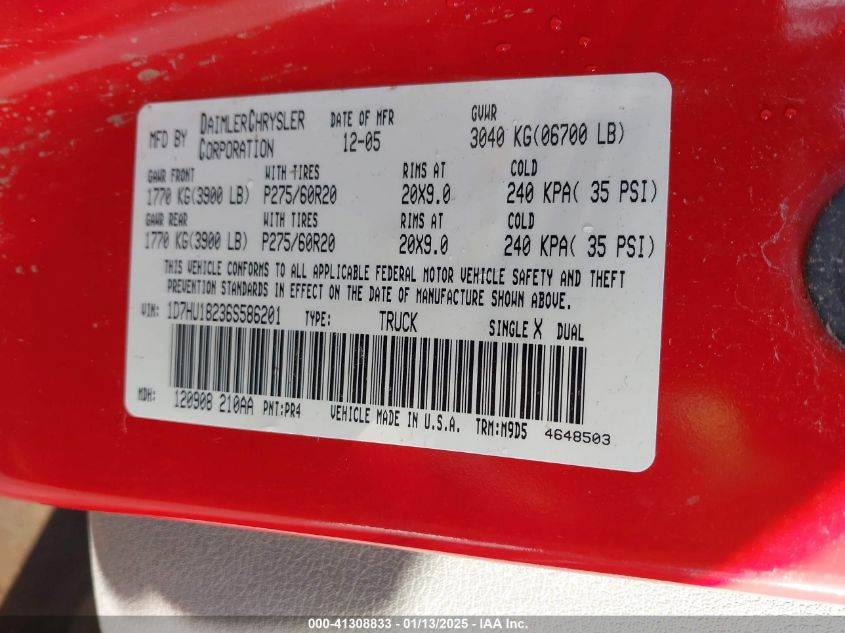 MFD BY DAIMLERCHRYSLER CORPORATION DATE OF MFR 12-05 GVWR 3040 KG(06700 LB)
GAWR FRONT WITH TIRES RIMS AT COLD
1770 KG(3900 LB) P275/60R20 20X9.0 240 KPA( 35 PSI)
GAWR REAR WITH TIRES RIMS AT COLD
1770 KG(3900 LB) P275/60R20 20X9.0 240 KPA( 35 PSI)
THIS VEHICLE CONFORMS TO ALL APPLICABLE FEDERAL MOTOR VEHICLE SAFETY AND THEFT
PREVENTION STANDARDS IN EFFECT ON THE DATE OF MANUFACTURE SHOWN ABOVE.
VIN: 1D7HU18236S586201 TYPE: TRUCK SINGLE X DUAL
MDH: 120908 210AA PNT:PR4 VEHICLE MADE IN U.S.A. TRM:M9D5 4648503
000-41308833 — 01/13/2025 — IAA Inc.